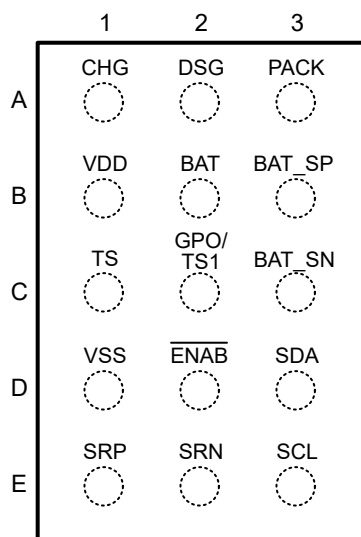 1 2 3
A CHG DSG PACK
B VDD BAT BAT_SP
C TS GPO/
TS1 BAT_SN
D VSS ENAB SDA
E SRP SRN SCL